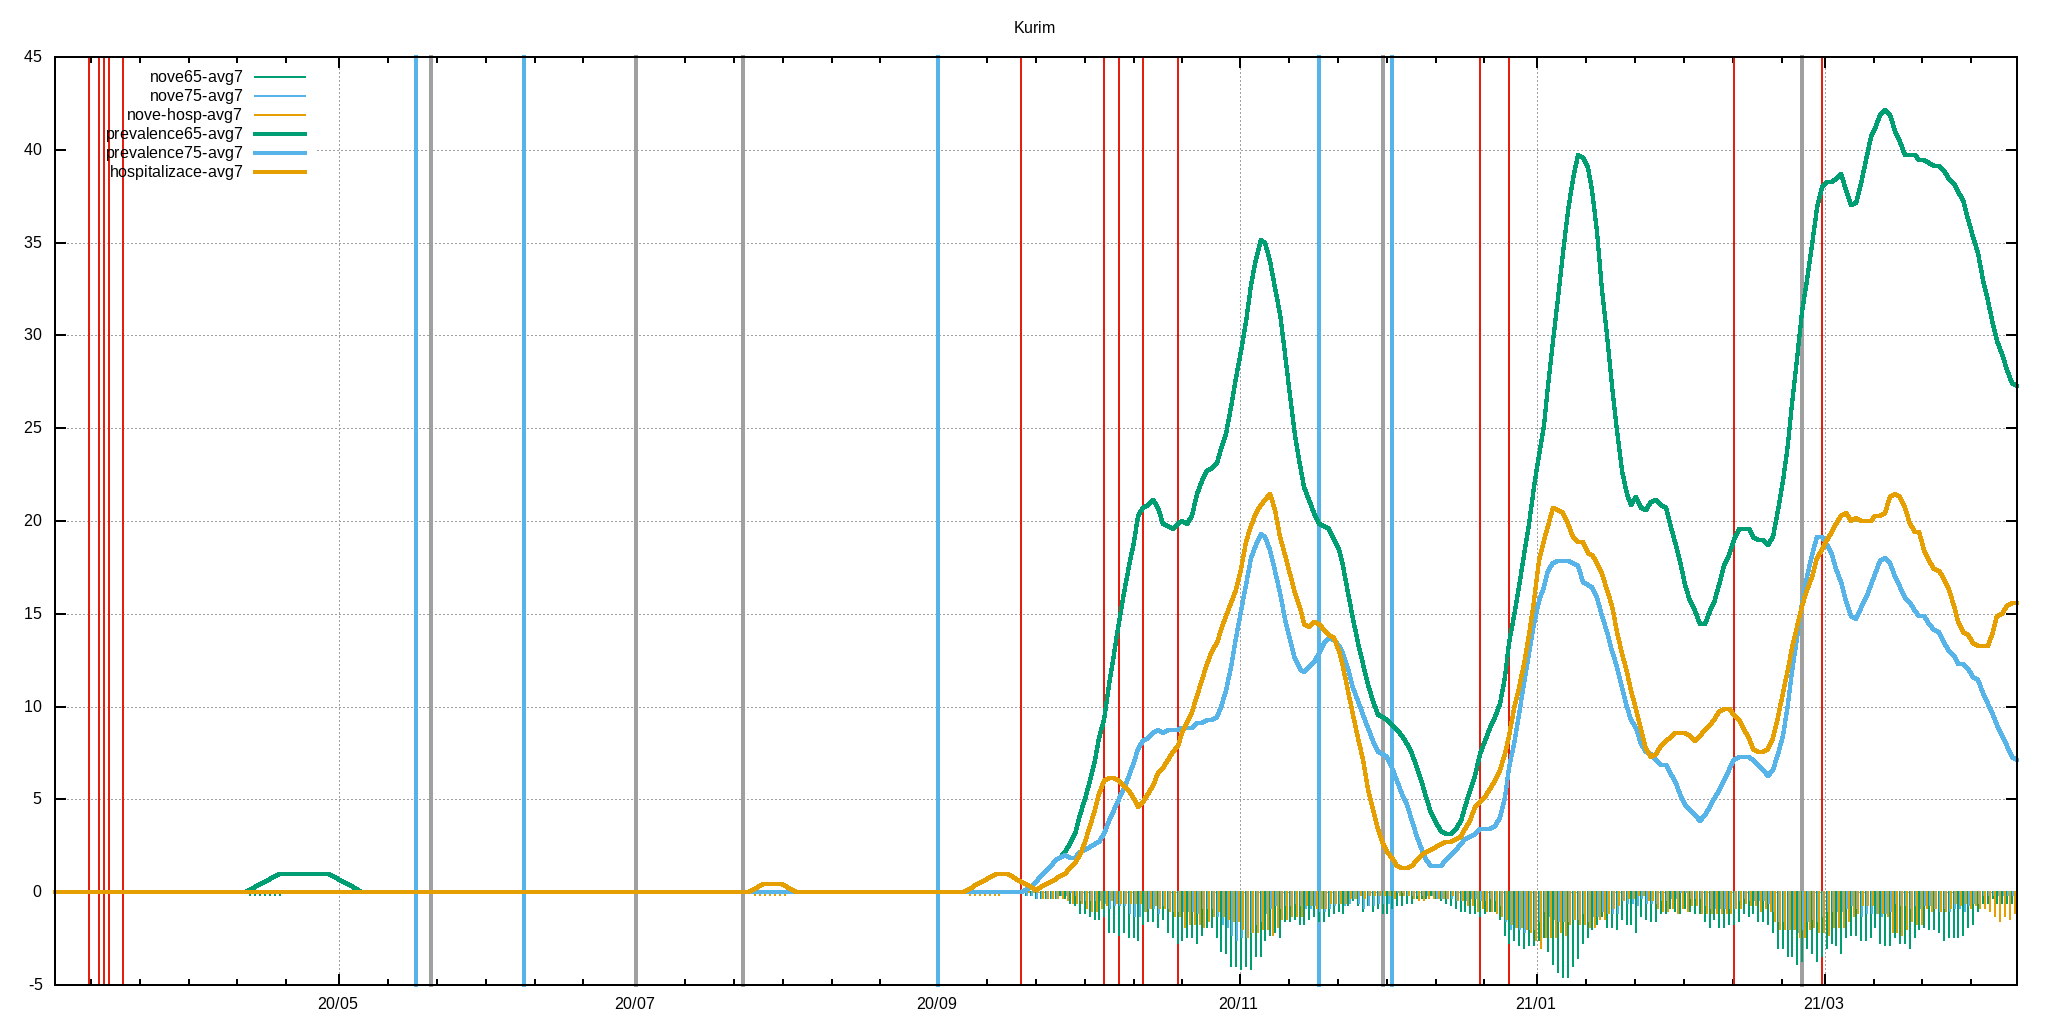 Kurim
45
40
35
30
25
20
15
10
5
0
-5
nove65-avg7
nove75-avg7
nove-hosp-avg7
prevalence65-avg7
prevalence75-avg7
hospitalizace-avg7
20/05 20/07 20/09 20/11 21/01 21/03